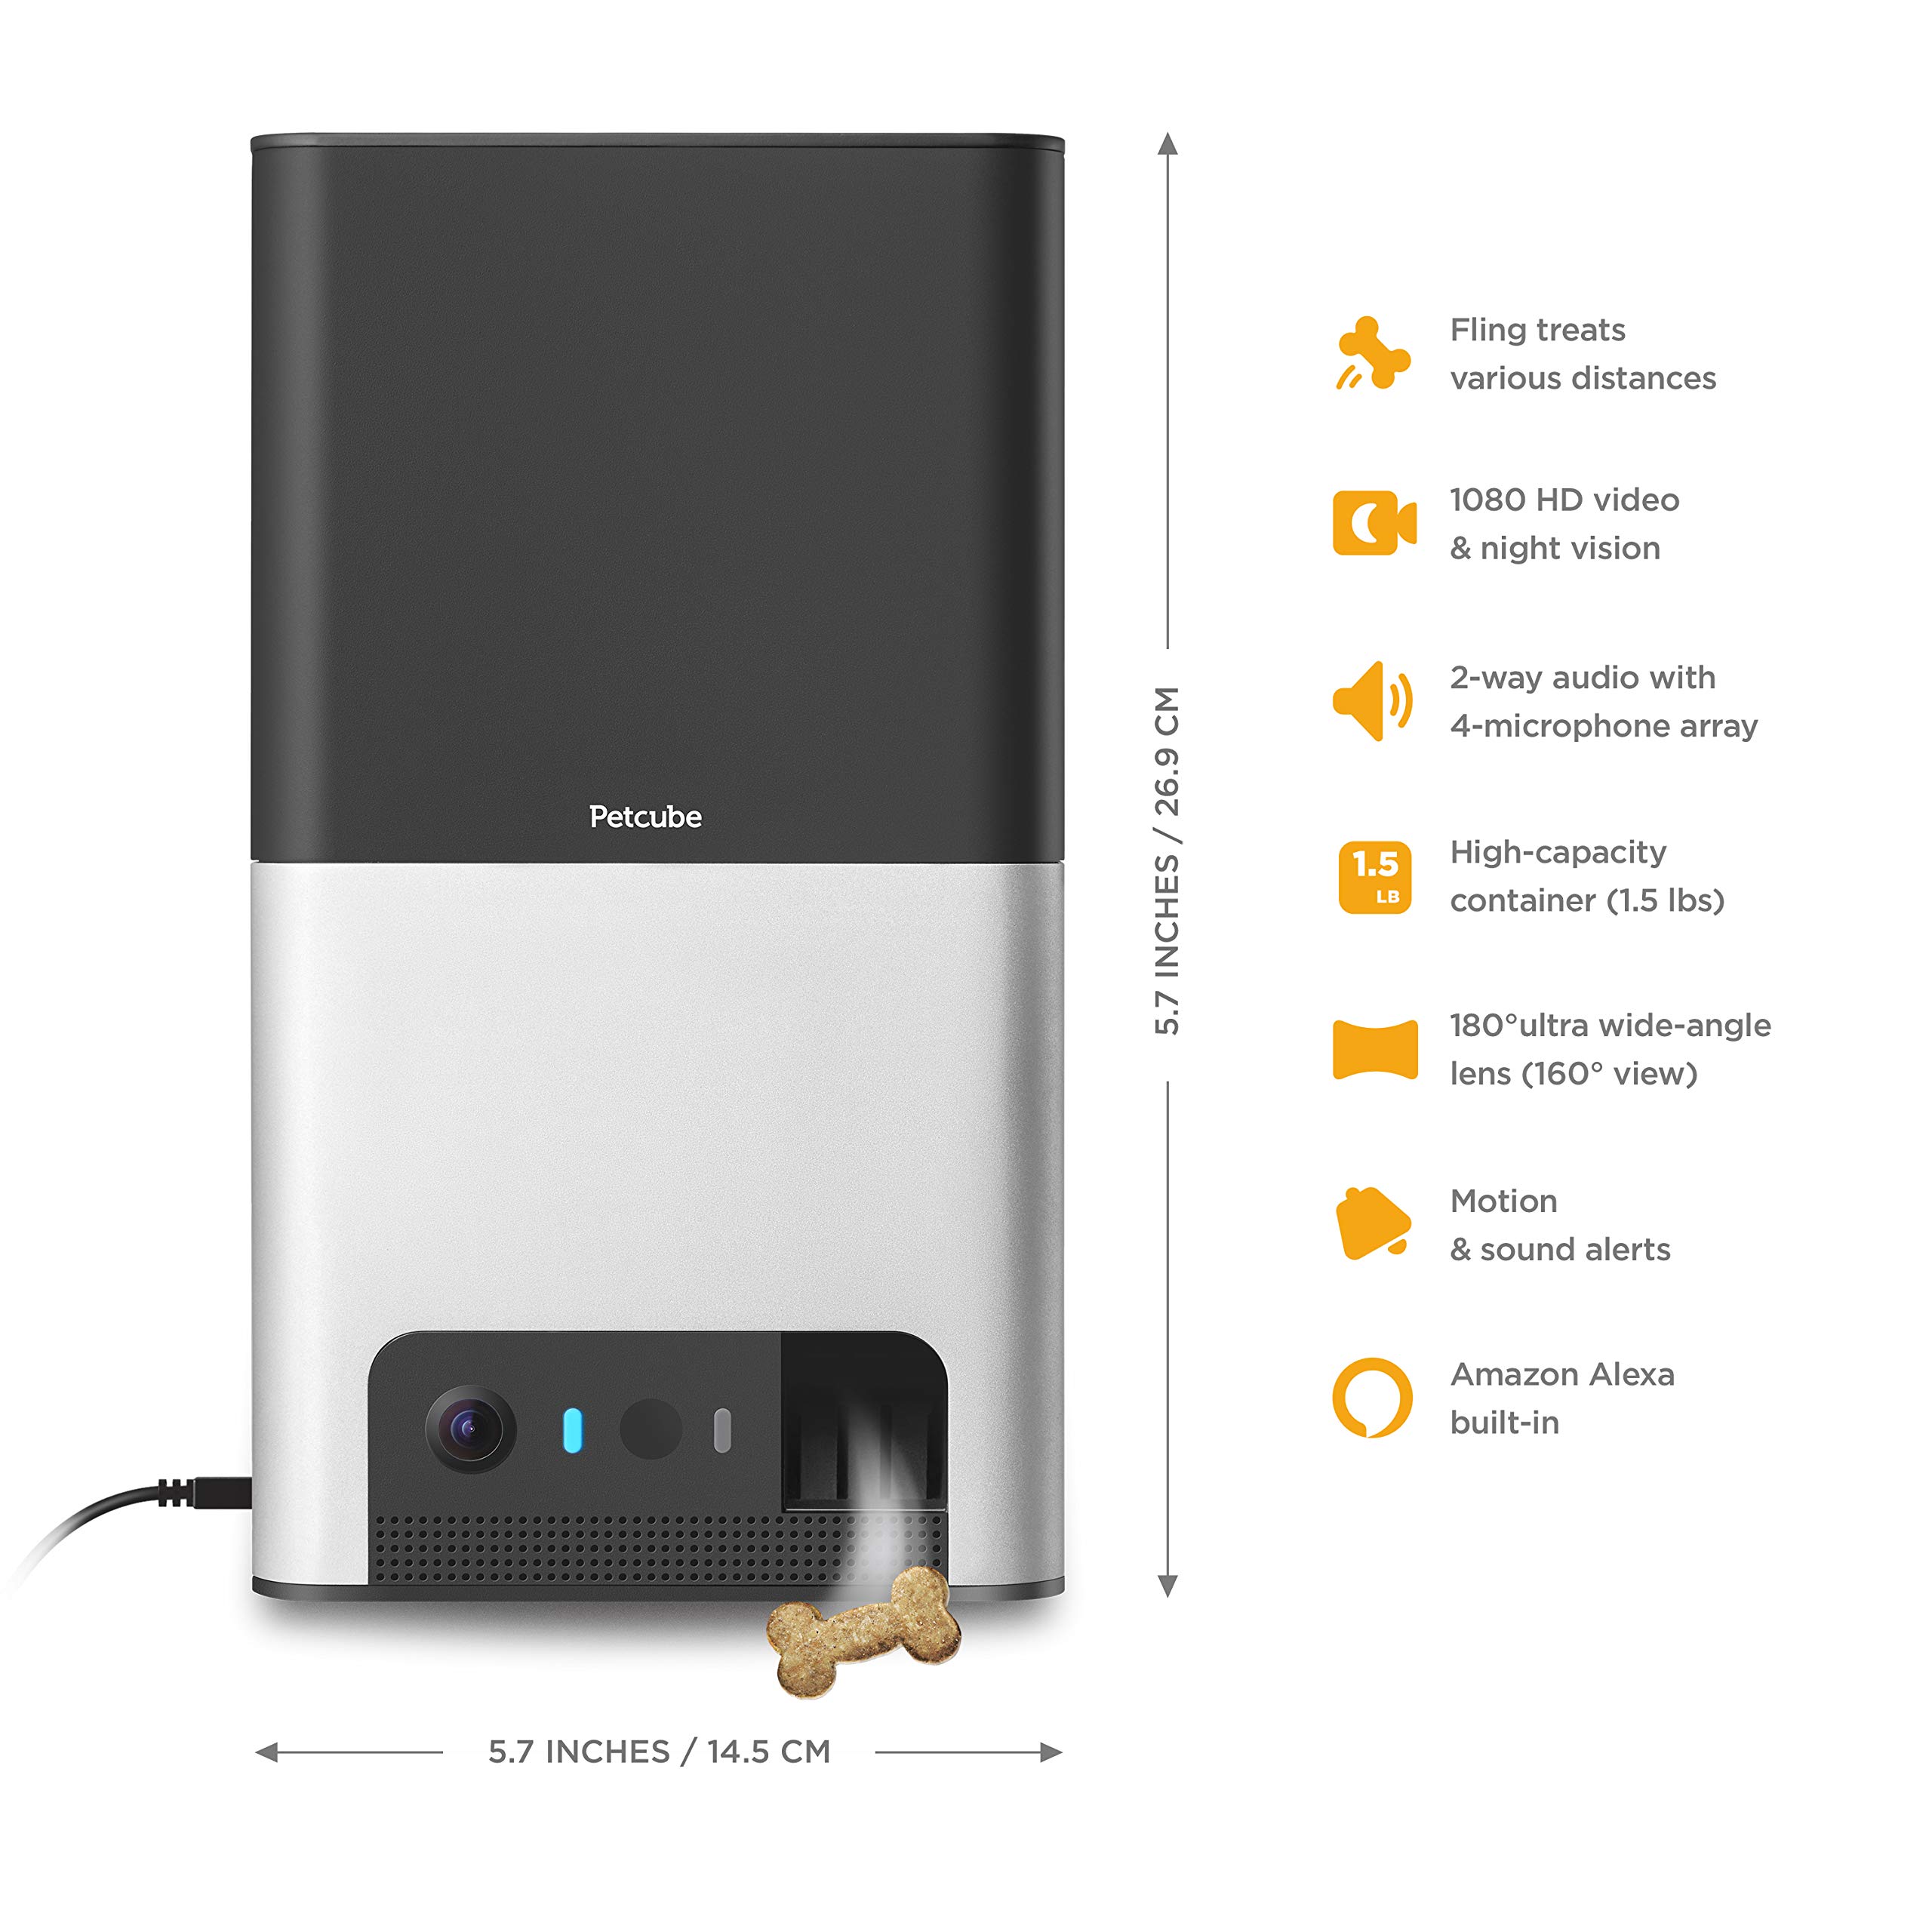 Petcube
5.7 INCHES / 26.9 CM
5.7 INCHES / 14.5 CM
Fling treats
various distances
1080 HD video
& night vision
2-way audio with
4-microphone array
1.5
LB
High-capacity
container (1.5 lbs)
180°ultra wide-angle
lens (160° view)
Motion
& sound alerts
Amazon Alexa
built-in